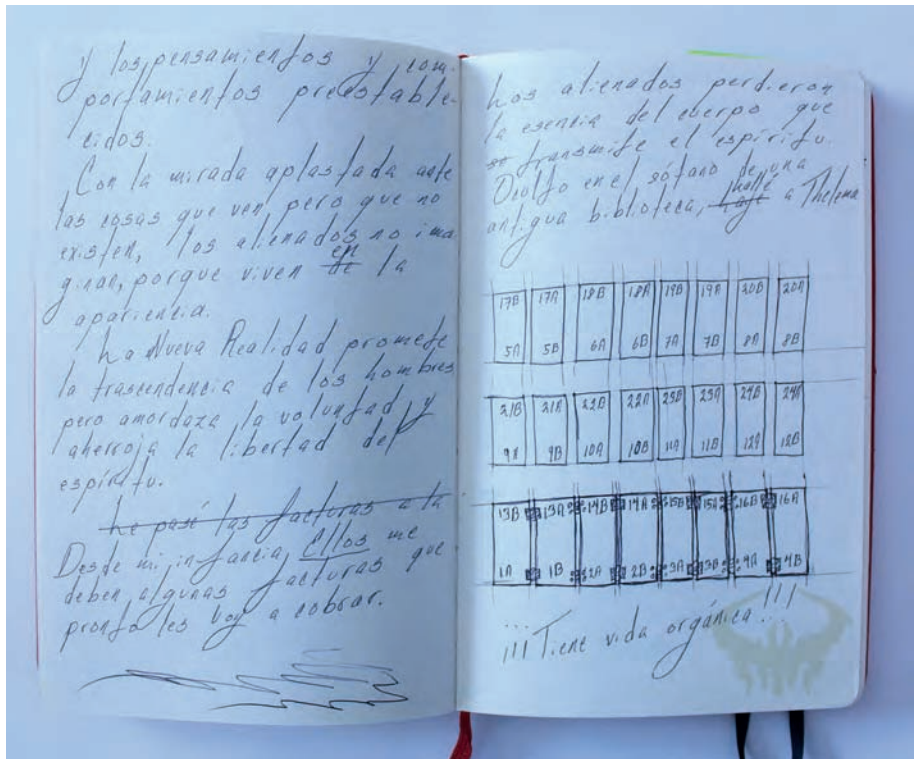 y los pensamientos y com-
portamientos preestable-
cidos.
Con la mirada aplastada ante
las cosas que ven pero que no
existen, los alienados no ima-
ginan, porque viven de en la
apariencia.
La Nueva Realidad promete
la trascendencia de los hombres
pero amordaza la voluntad y
aherroja la libertad del
espíritu.
Le pasé las facturas a la
Desde mi infancia, Ellos me
deben algunas facturas que
pronto les voy a cobrar.
Los alienados perdieron
la esencia del cuerpo que
se transmite el espíritu.
Oculto en el sótano de una
antigua biblioteca, hallé a Thelema
17B 17A 18B 18A 19B 19A 20B 20A
5A 5B 6A 6B 7A 7B 8A 8B
21B 21A 22B 22A 23B 23A 24B 24A
9A 9B 10A 10B 11A 11B 12A 12B
13B 13A 14B 14A 15B 15A 16B 16A
1A 1B 2A 2B 3A 3B 4A 4B
¡¡¡Tiene vida orgánica!!!